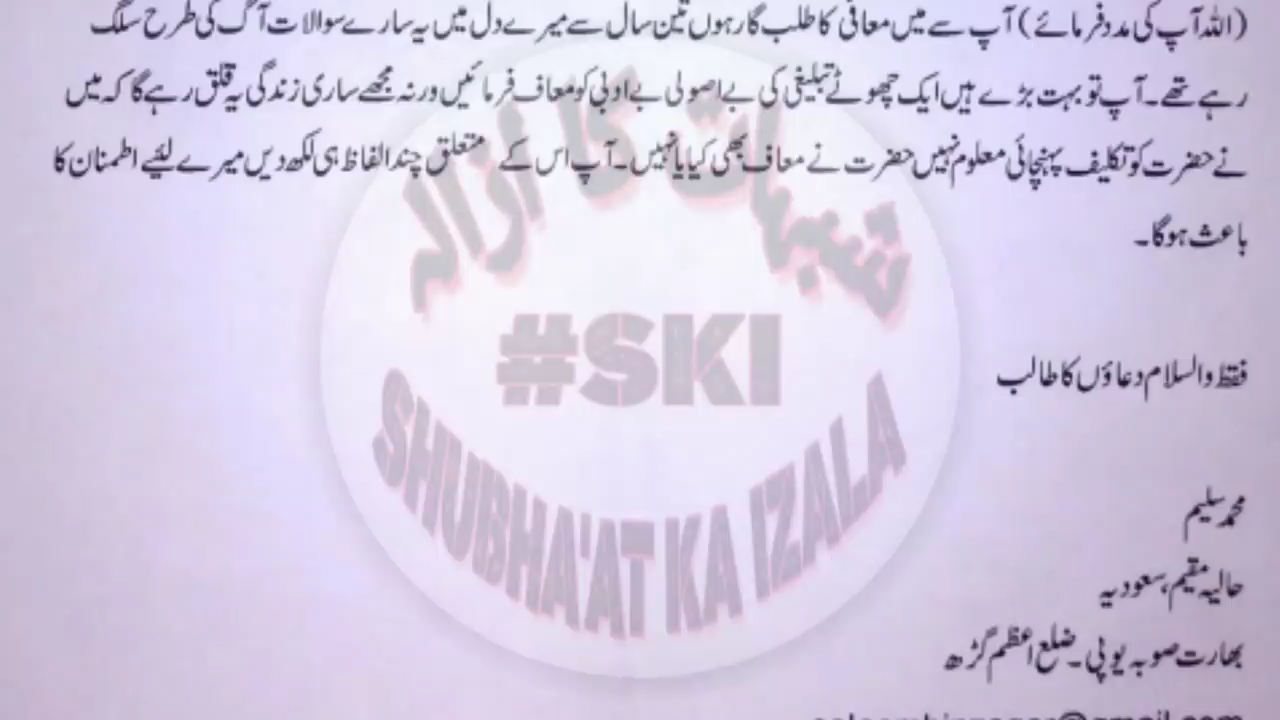 (اللہ آپ کی مدد فرمائے) آپ سے میں معافی کا طلب گار ہوں تین سال سے میرے دل میں یہ سارے سوالات آگ کی طرح سلگ
رہے تھے۔ آپ تو بہت بڑے ہیں ایک چھوٹے تبلیغی کی بے اصولی بے ادبی کو معاف فرمائیں ورنہ مجھے ساری زندگی یہ قلق رہے گا کہ میں
نے حضرت کو تکلیف پہنچائی معلوم نہیں حضرت نے معاف بھی کیا یا نہیں۔ آپ اس کے متعلق چند الفاظ ہی لکھ دیں میرے لئیے اطمنان کا
باعث ہوگا۔
شبہات کا ازالہ
#SKI
SHUBHA'AT KA IZALA
فقط والسلام دعاؤں کا طالب
محمد سلیم
حالیہ مقیم، سعودیہ
بھارت صوبہ یوپی۔ ضلع اعظم گڑھ